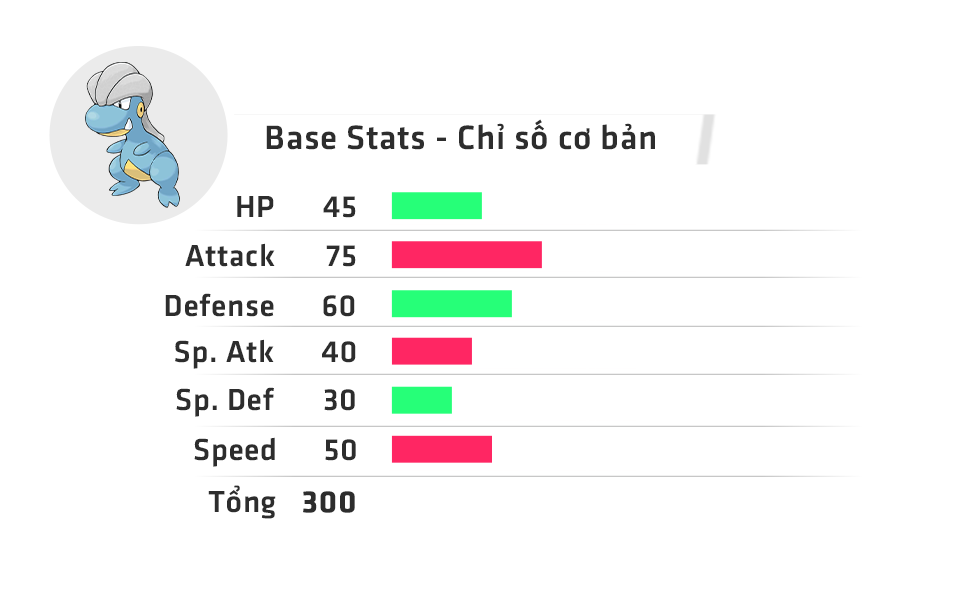 Base Stats - Chỉ số cơ bản
HP 45
Attack 75
Defense 60
Sp. Atk 40
Sp. Def 30
Speed 50
Tổng 300